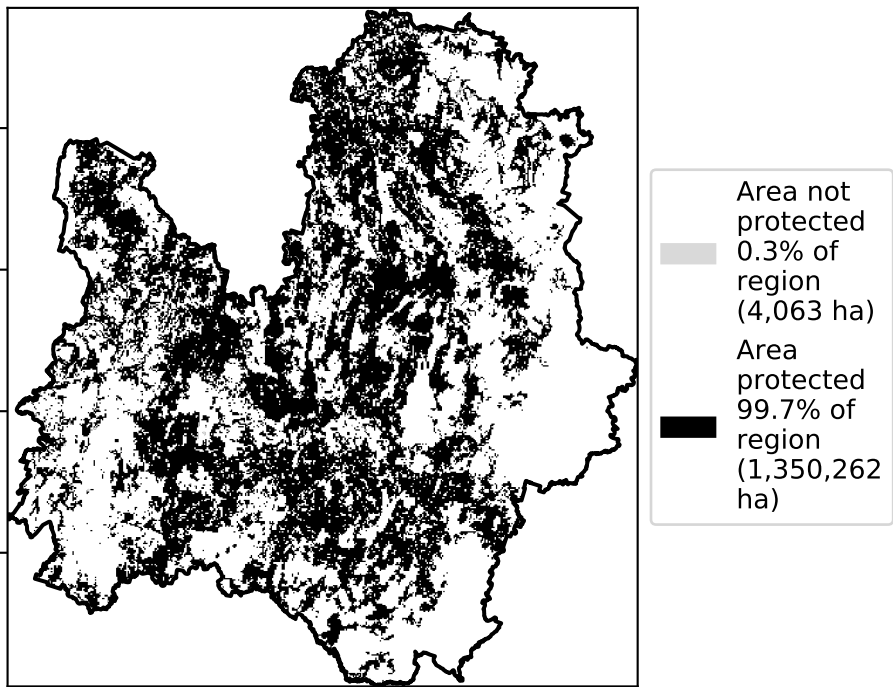 Area not
protected
0.3% of
region
(4,063 ha)
Area
protected
99.7% of
region
(1,350,262
ha)